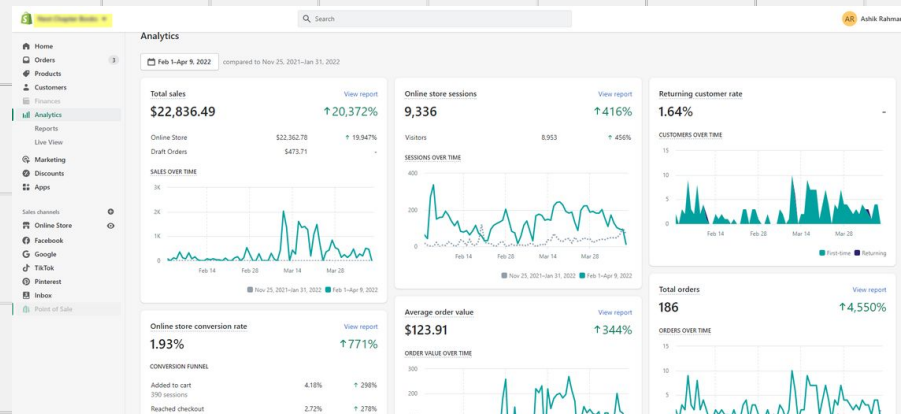 Search
AR Ashik Rahman
Home
Orders 3
Products
Customers
Finances
Analytics
Reports
Live View
Marketing
Discounts
Apps
Sales channels
Online Store
Facebook
Google
TikTok
Pinterest
Inbox
Point of Sale
Analytics
Feb 1–Apr 9, 2022 compared to Nov 25, 2021–Jan 31, 2022
Total sales View report
$22,836.49 ↑20,372%
Online Store $22,362.78 ↑ 19,947%
Draft Orders $473.71 -
SALES OVER TIME
3K
2K
1K
0
Feb 14 Feb 28 Mar 14 Mar 28
Nov 25, 2021–Jan 31, 2022 Feb 1–Apr 9, 2022
Online store conversion rate View report
1.93% ↑771%
CONVERSION FUNNEL
Added to cart 4.18% ↑ 298%
390 sessions
Reached checkout 2.72% ↑ 278%
Online store sessions View report
9,336 ↑416%
Visitors 8,953 ↑ 456%
SESSIONS OVER TIME
400
200
0
Feb 14 Feb 28 Mar 14 Mar 28
Nov 25, 2021–Jan 31, 2022 Feb 1–Apr 9, 2022
Average order value View report
$123.91 ↑344%
ORDER VALUE OVER TIME
300
200
Returning customer rate View report
1.64% -
CUSTOMERS OVER TIME
15
10
5
0
Feb 14 Feb 28 Mar 14 Mar 28
First-time Returning
Total orders View report
186 ↑4,550%
ORDERS OVER TIME
15
10
5